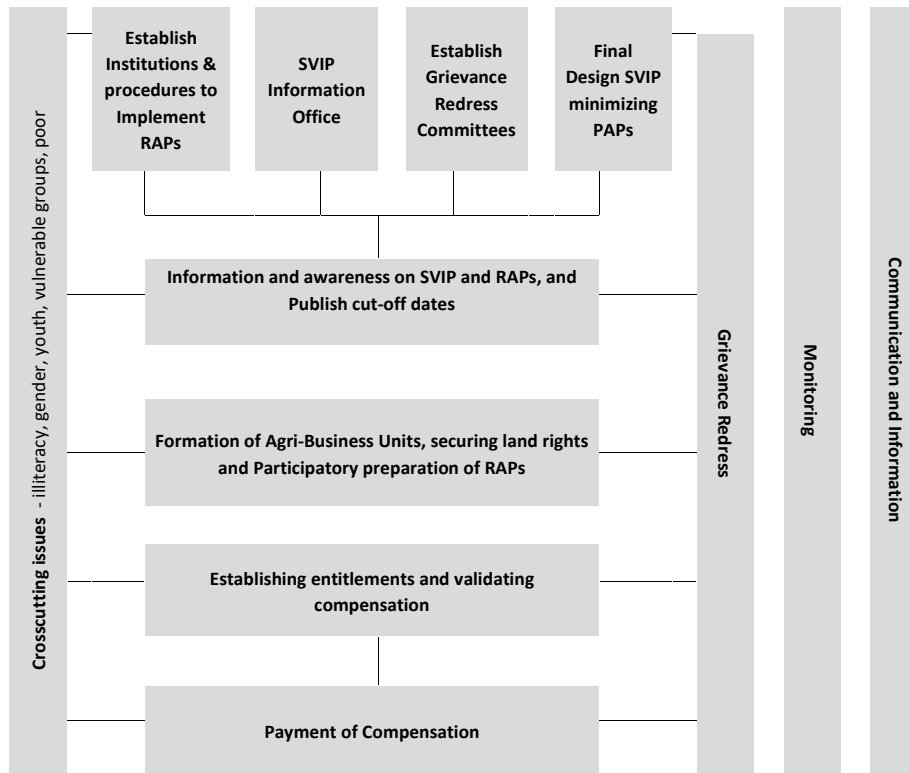 Establish
Institutions &
procedures to
Implement
RAPs
SVIP
Information
Office
Establish
Grievance
Redress
Committees
Final
Design SVIP
minimizing
PAPs
Crosscutting issues - illiteracy, gender, youth, vulnerable groups, poor
Information and awareness on SVIP and RAPs, and
Publish cut-off dates
Formation of Agri-Business Units, securing land rights
and Participatory preparation of RAPs
Establishing entitlements and validating
compensation
Payment of Compensation
Grievance Redress
Monitoring
Communication and Information